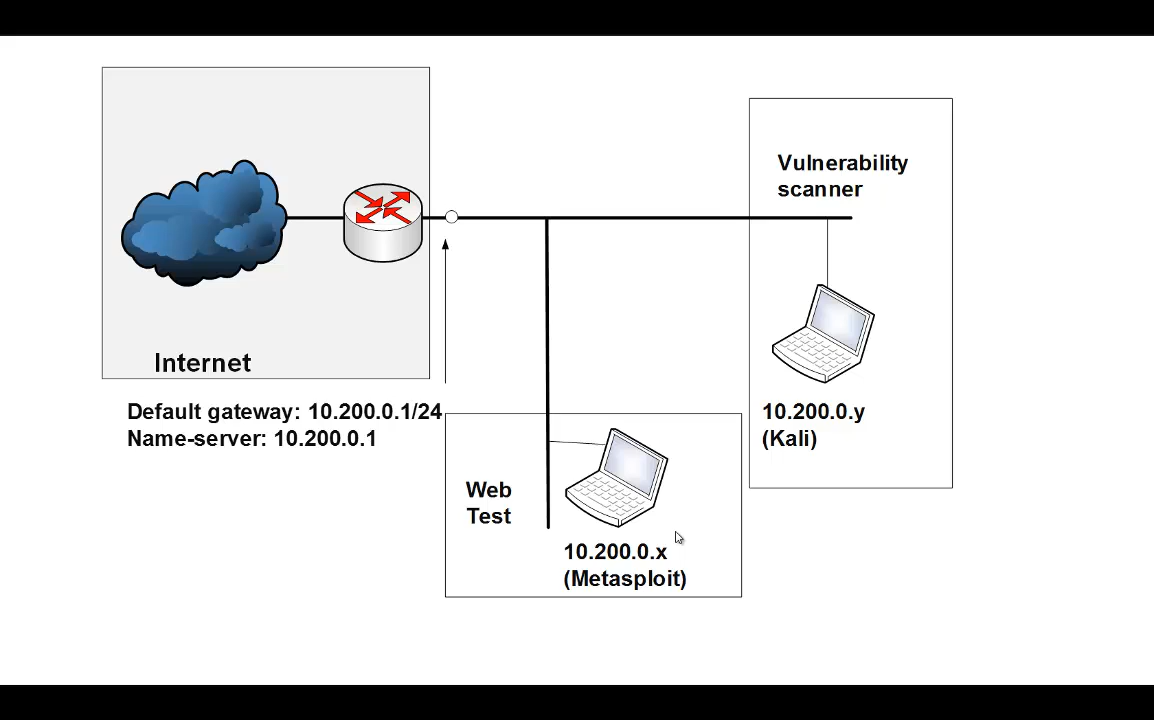 Vulnerability
scanner
Internet
Default gateway: 10.200.0.1/24
Name-server: 10.200.0.1
10.200.0.y
(Kali)
Web
Test
10.200.0.x
(Metasploit)